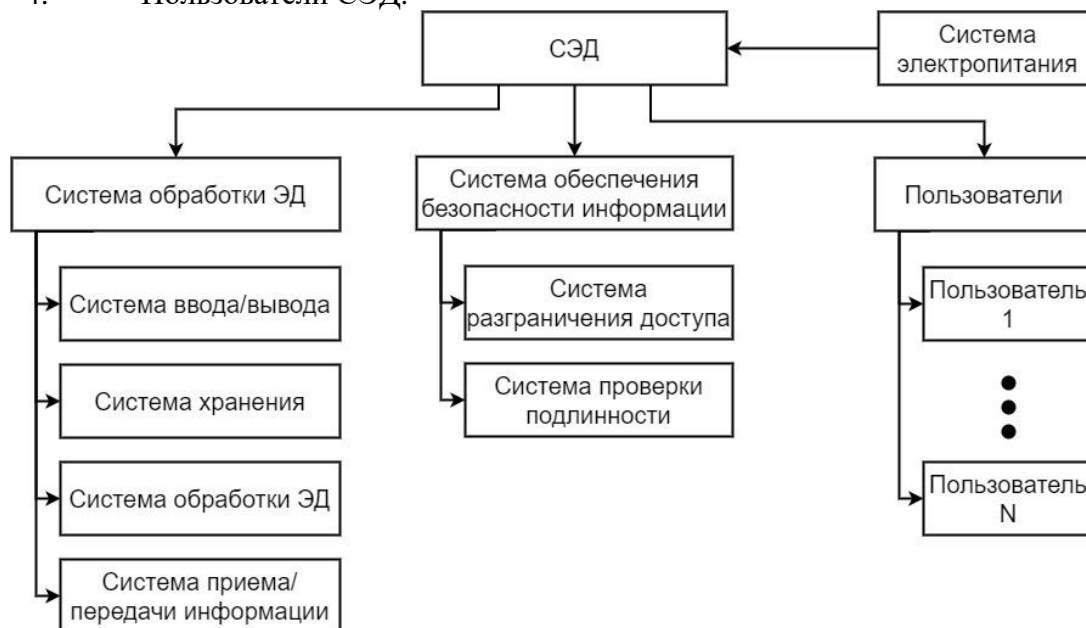 4. Пользователи СЭД.
СЭД
Система
электропитания
Система обработки ЭД
Система обеспечения
безопасности информации
Пользователи
Система ввода/вывода
Система хранения
Система обработки ЭД
Система приема/
передачи информации
Система
разграничения доступа
Система проверки
подлинности
Пользователь
1
Пользователь
N